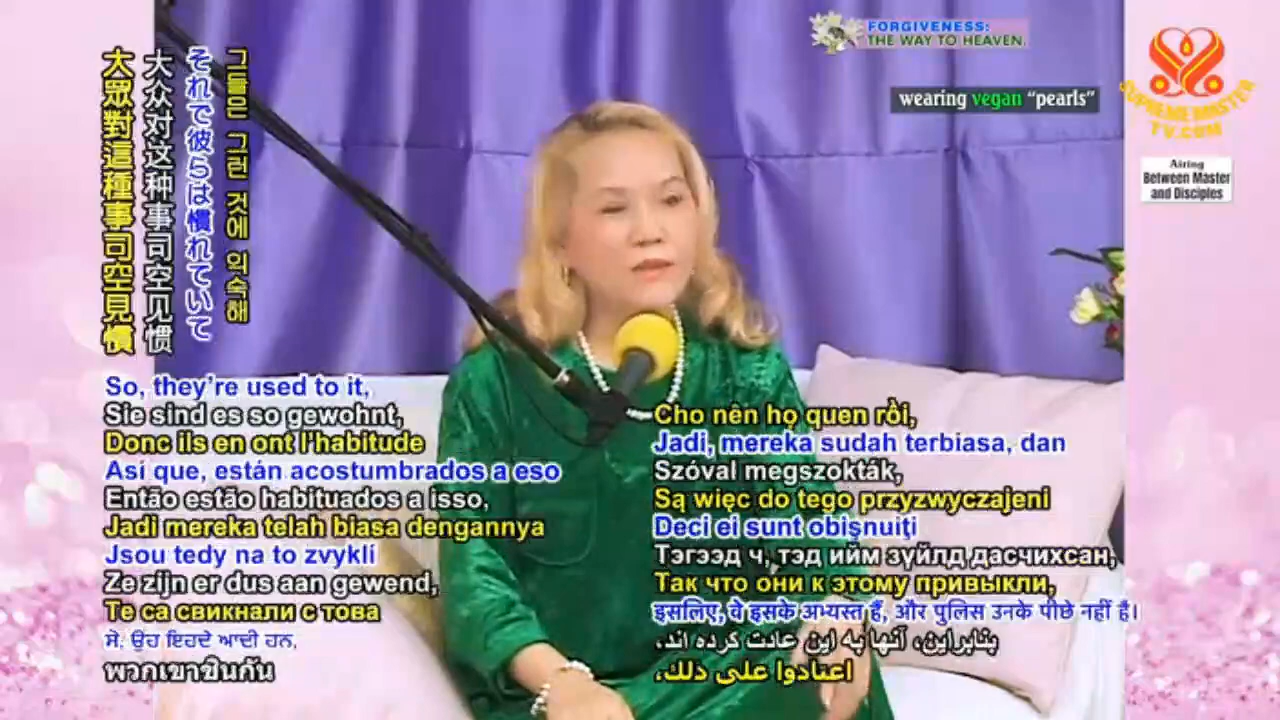 FORGIVENESS:
THE WAY TO HEAVEN.
wearing vegan “pearls”
SUPREME MASTER
TV.COM
Airing
Between Master
and Disciples
大眾對這種事司空見慣
大众对这种事司空见惯
それで彼らは慣れていて
그들은 그런 것에 익숙해
So, they’re used to it,
Sie sind es so gewohnt,
Donc ils en ont l'habitude
Así que, están acostumbrados a eso
Então estão habituados a isso,
Jadi mereka telah biasa dengannya
Jsou tedy na to zvyklí
Ze zijn er dus aan gewend,
Те са свикнали с това
ਸੋ, ਉਹ ਇਹਦੇ ਆਦੀ ਹਨ,
พวกเขาชินกัน
Cho nên họ quen rồi,
Jadi, mereka sudah terbiasa, dan
Szóval megszokták,
Są więc do tego przyzwyczajeni
Deci ei sunt obişnuiţi
Тэгээд ч, тэд ийм зүйлд дасчихсан,
Так что они к этому привыкли,
इसलिए, वे इसके अभ्यस्त हैं, और पुलिस उनके पीछे नहीं है।
بنابراین، آنها به این عادت کرده اند،
اعتادوا على ذلك،